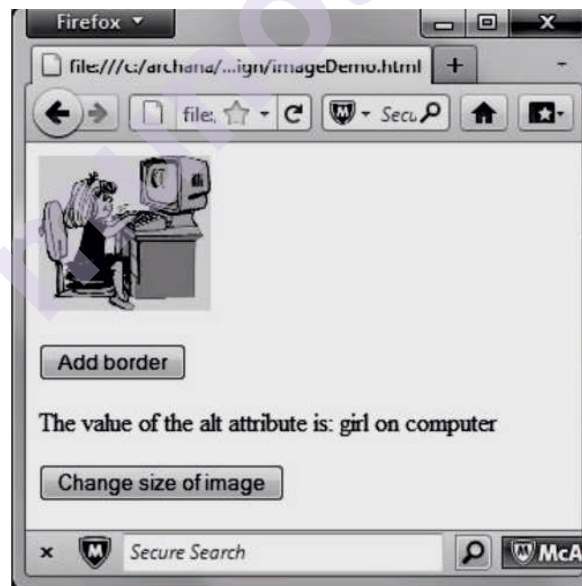 Firefox
file:///c:/archana/...ign/imageDemo.html
file:
Secu
Add border
The value of the alt attribute is: girl on computer
Change size of image
Secure Search
McA